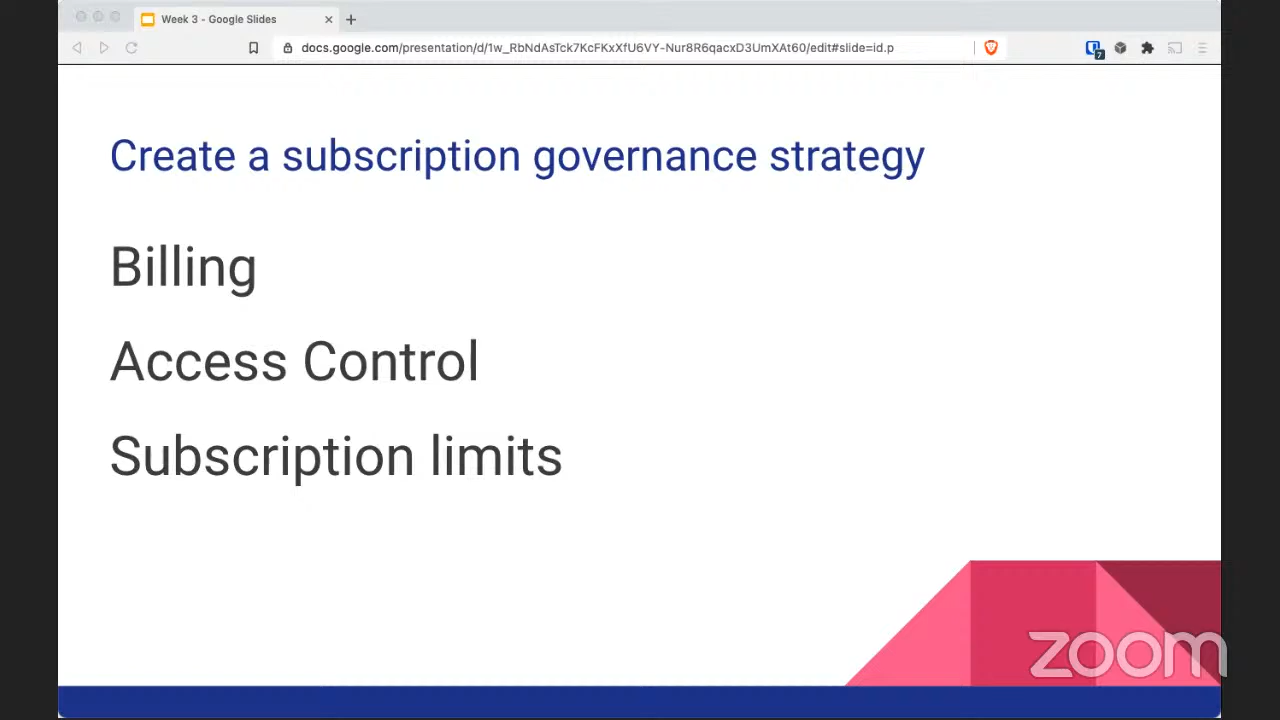 Week 3 - Google Slides
docs.google.com/presentation/d/1w_RbNdAsTck7KcFKxXfU6VY-Nur8R6qacxD3UmXAt60/edit#slide=id.p
7
Create a subscription governance strategy
Billing
Access Control
Subscription limits
zoom